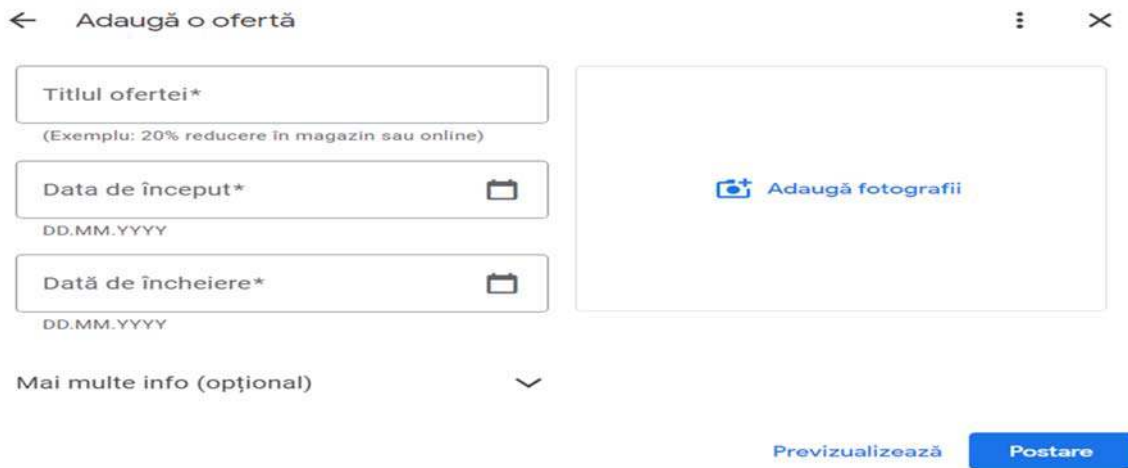 Adaugă o ofertă
Titlul ofertei*
(Exemplu: 20% reducere în magazin sau online)
Data de început*
DD.MM.YYYY
Dată de încheiere*
DD.MM.YYYY
Adaugă fotografii
Mai multe info (opțional)
Previzualizează
Postare